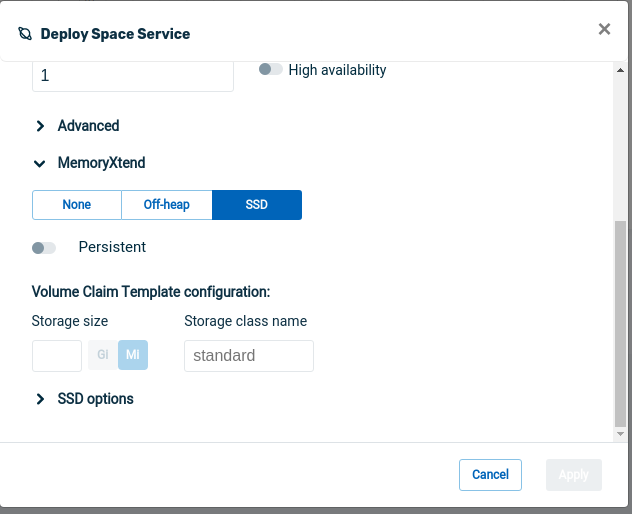 Deploy Space Service
1
High availability
Advanced
MemoryXtend
None Off-heap SSD
Persistent
Volume Claim Template configuration:
Storage size Storage class name
GI MI standard
SSD options
Cancel Apply